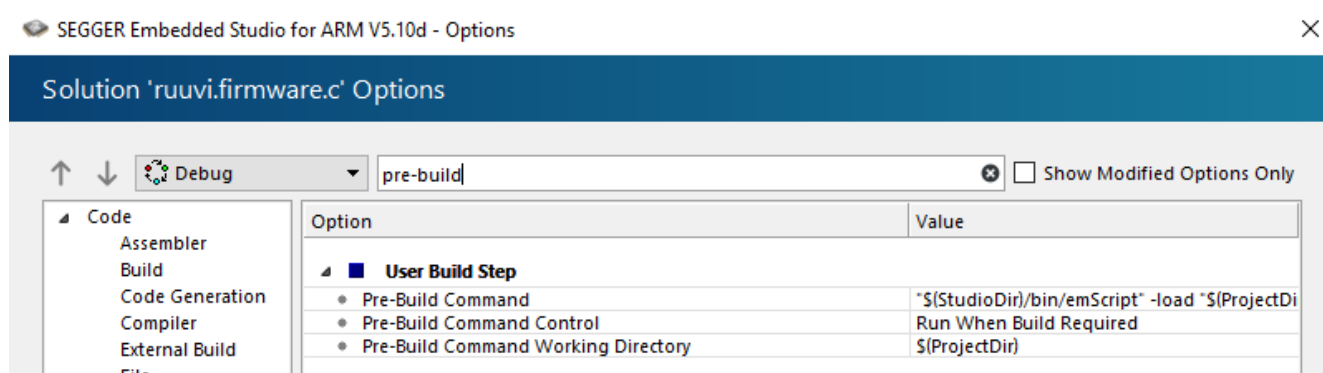 SEGGER Embedded Studio for ARM V5.10d - Options
Solution 'ruuvi.firmware.c' Options
Debug pre-build Show Modified Options Only
Code
Assembler
Build
Code Generation
Compiler
External Build
Option Value
User Build Step
Pre-Build Command "$(StudioDir)/bin/emScript" -load "$(ProjectDi
Pre-Build Command Control Run When Build Required
Pre-Build Command Working Directory $(ProjectDir)